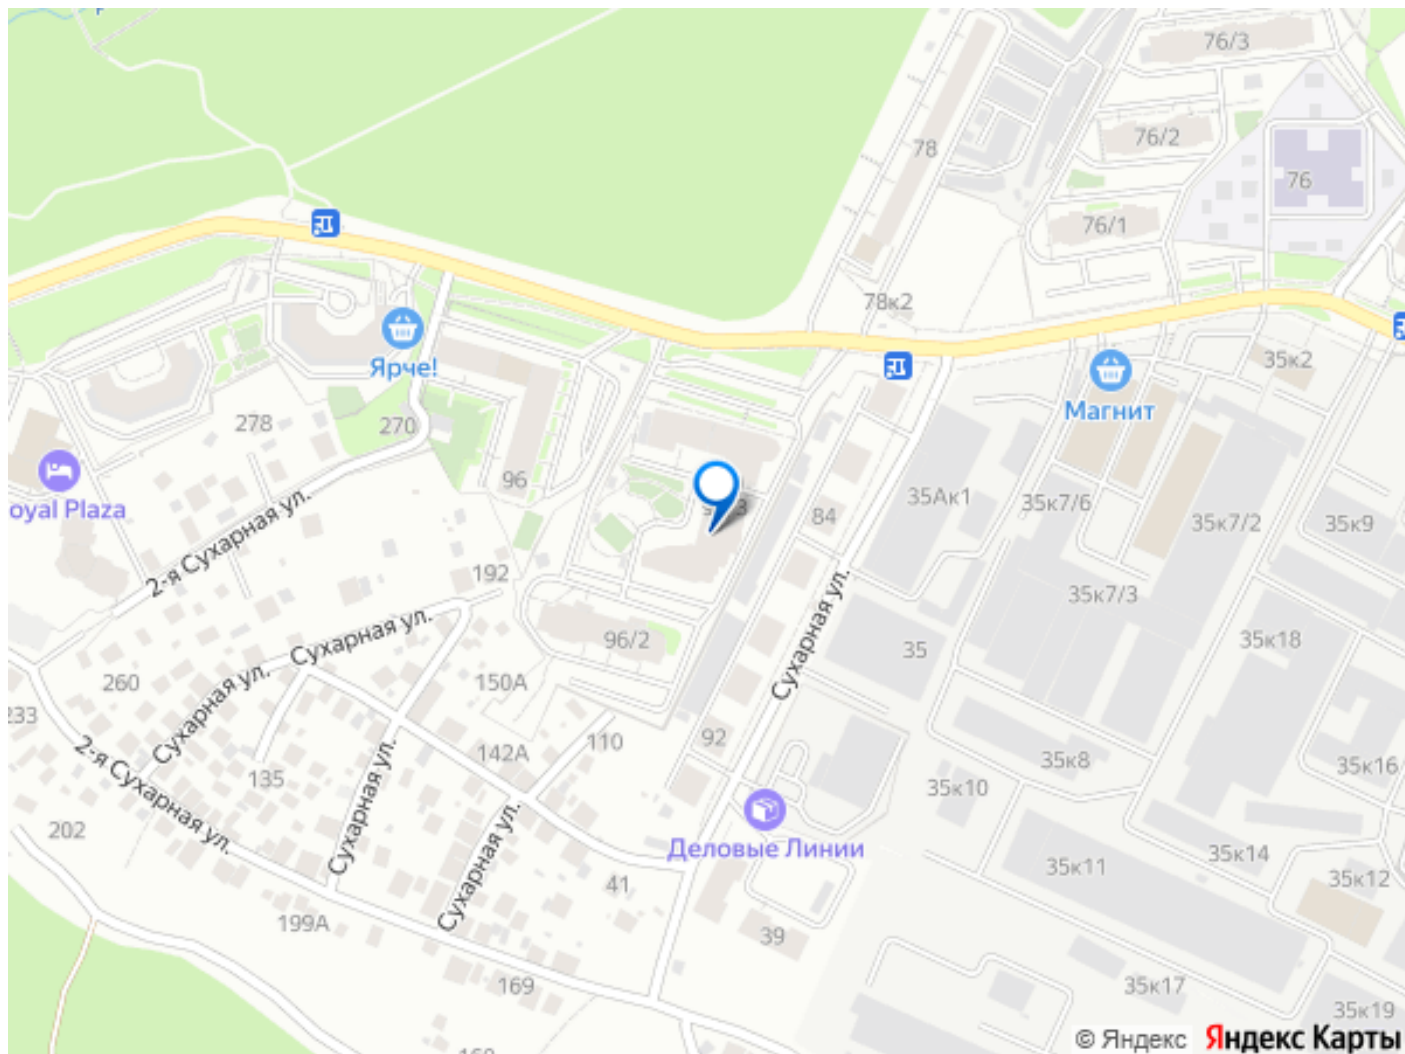 76/3
78
76/2
76
76/1
78к2
Ярче!
35к2
Магнит
278
270
96
oyal Plaza
84
35Ак1
35к7/6
35к7/2
35к9
2-я Сухарная ул.
192
35к7/3
Сухарная ул.
96/2
Сухарная ул.
35
35к18
260
Сухарная ул.
150А
233
92
110
142А
2-я Сухарная ул.
135
Сухарная ул.
35к8
35к16
35к10
202
Сухарная ул.
Деловые Линии
35к14
35к11
41
35к12
199А
39
169
35к17
35к19
© Яндекс Яндекс Карты